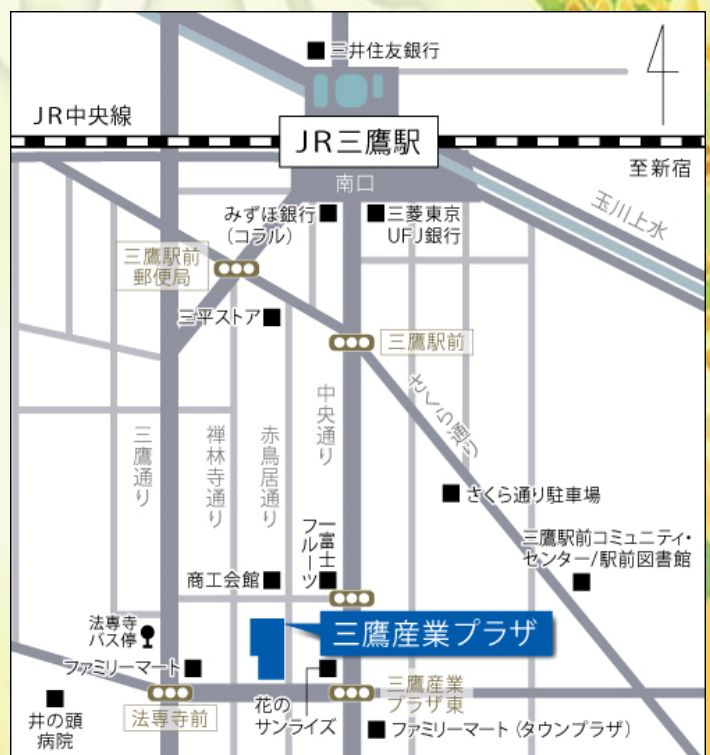 三井住友銀行
JR中央線
JR三鷹駅
至新宿
南口
玉川上水
みずほ銀行
(コラル)
三菱東京
UFJ銀行
三鷹駅前
郵便局
三平ストア
三鷹駅前
さくら通り
中央通り
三鷹通り
禅林寺通り
赤鳥居通り
さくら通り駐車場
一富士
フルーツ
三鷹駅前コミュニティ・
センター/駅前図書館
商工会館
法専寺
バス停
三鷹産業プラザ
ファミリーマート
三鷹産業
プラザ東
井の頭
病院
法専寺前
花の
サンライズ
ファミリーマート (タウンプラザ)